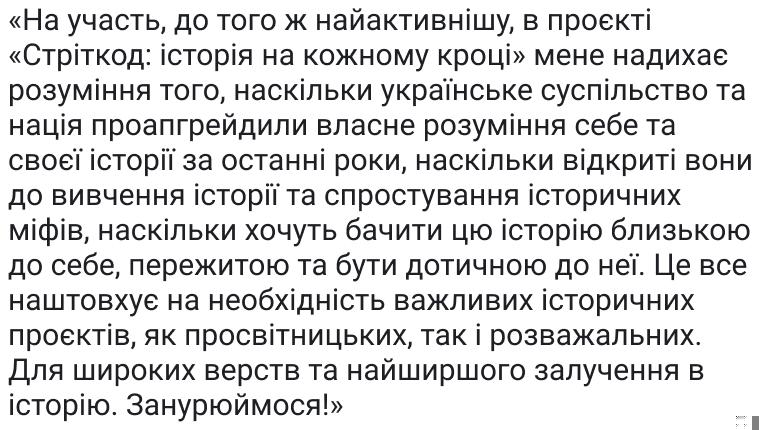 «На участь, до того ж найактивнішу, в проєкті
«Стріткод: історія на кожному кроці» мене надихає
розуміння того, наскільки українське суспільство та
нація проапгрейдили власне розуміння себе та
своєї історії за останні роки, наскільки відкриті вони
до вивчення історії та спростування історичних
міфів, наскільки хочуть бачити цю історію близькою
до себе, пережитою та бути дотичною до неї. Це все
наштовхує на необхідність важливих історичних
проєктів, як просвітницьких, так і розважальних.
Для широких верств та найширшого залучення в
історію. Занурюймося!»